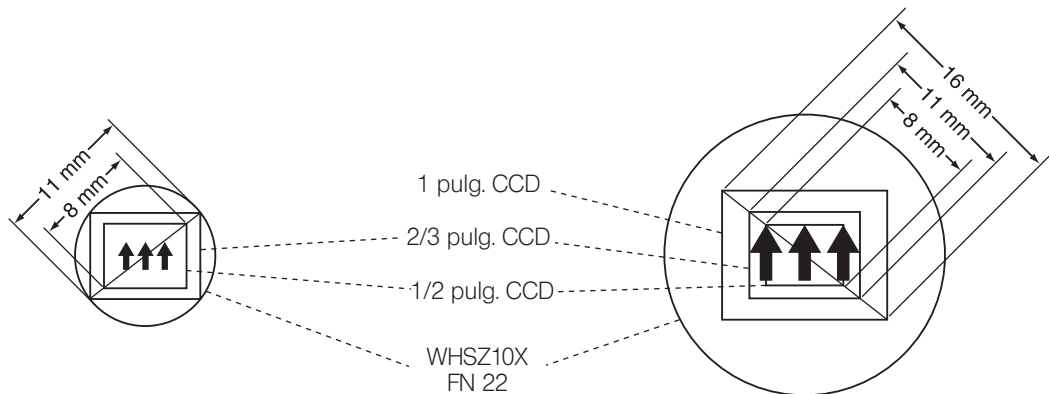 11 mm
8 mm
1 pulg. CCD
2/3 pulg. CCD
1/2 pulg. CCD
WHSZ10X
FN 22
16 mm
11 mm
8 mm